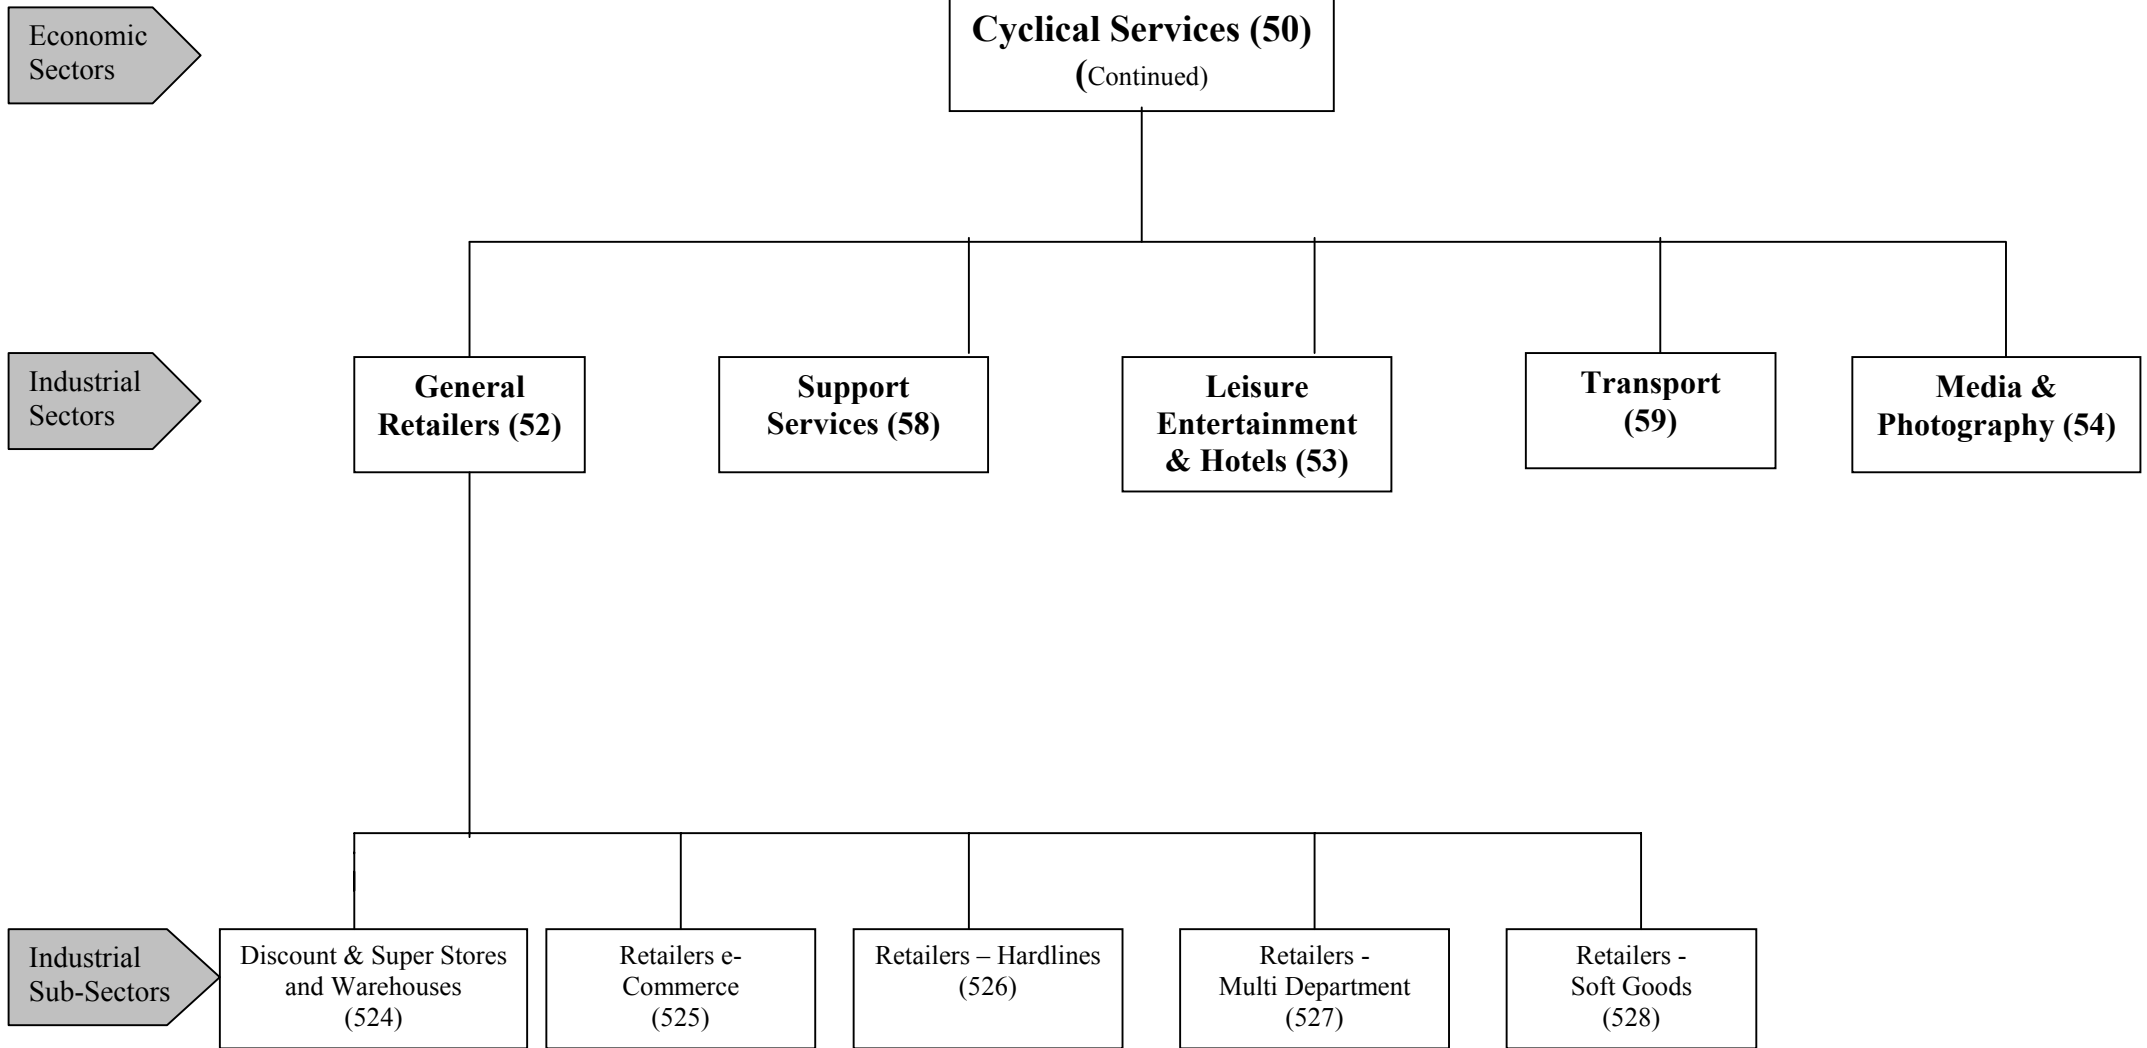 Economic
Sectors
Cyclical Services (50)
(Continued)
Industrial
Sectors
General
Retailers (52)
Support
Services (58)
Leisure
Entertainment
& Hotels (53)
Transport
(59)
Media &
Photography (54)
Industrial
Sub-Sectors
Discount & Super Stores
and Warehouses
(524)
Retailers e-
Commerce
(525)
Retailers – Hardlines
(526)
Retailers -
Multi Department
(527)
Retailers -
Soft Goods
(528)